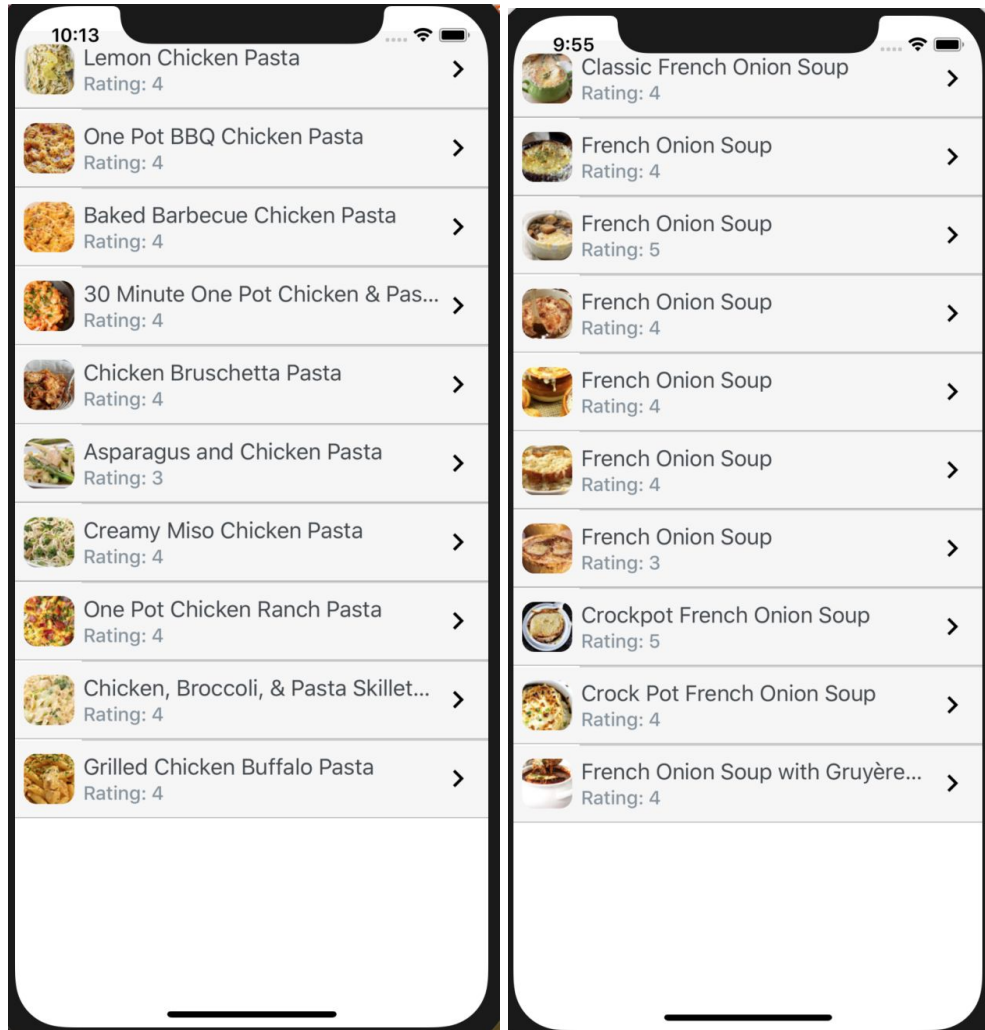 10:13
Lemon Chicken Pasta
Rating: 4
One Pot BBQ Chicken Pasta
Rating: 4
Baked Barbecue Chicken Pasta
Rating: 4
30 Minute One Pot Chicken & Pas...
Rating: 4
Chicken Bruschetta Pasta
Rating: 4
Asparagus and Chicken Pasta
Rating: 3
Creamy Miso Chicken Pasta
Rating: 4
One Pot Chicken Ranch Pasta
Rating: 4
Chicken, Broccoli, & Pasta Skillet...
Rating: 4
Grilled Chicken Buffalo Pasta
Rating: 4
9:55
Classic French Onion Soup
Rating: 4
French Onion Soup
Rating: 4
French Onion Soup
Rating: 5
French Onion Soup
Rating: 4
French Onion Soup
Rating: 4
French Onion Soup
Rating: 4
French Onion Soup
Rating: 3
Crockpot French Onion Soup
Rating: 5
Crock Pot French Onion Soup
Rating: 4
French Onion Soup with Gruyère...
Rating: 4